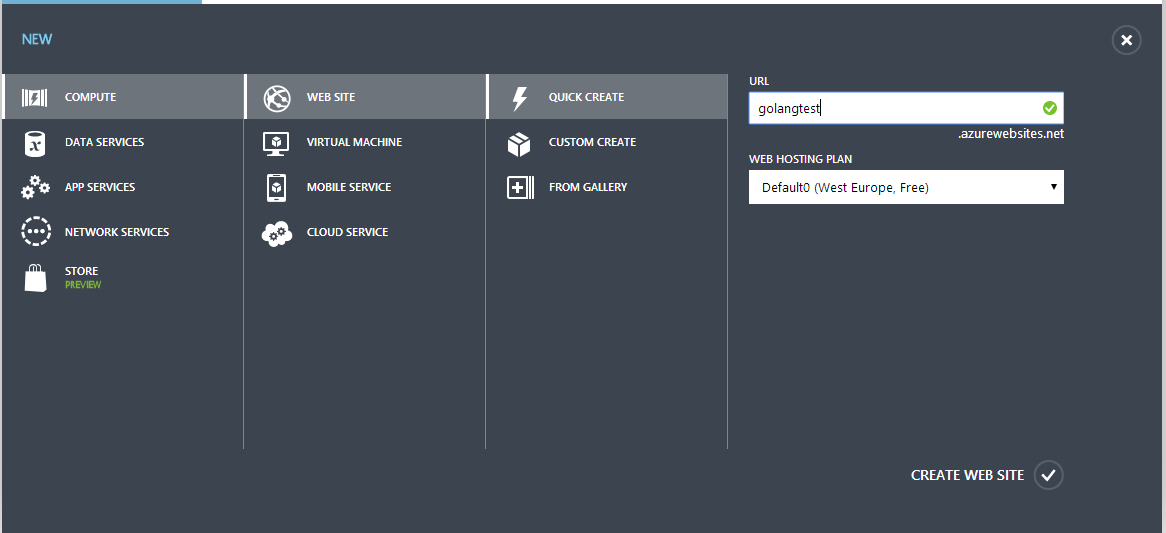 NEW
COMPUTE
DATA SERVICES
APP SERVICES
NETWORK SERVICES
STORE
PREVIEW
WEB SITE
VIRTUAL MACHINE
MOBILE SERVICE
CLOUD SERVICE
QUICK CREATE
CUSTOM CREATE
FROM GALLERY
URL
golangtest
.azurewebsites.net
WEB HOSTING PLAN
Default0 (West Europe, Free)
CREATE WEB SITE